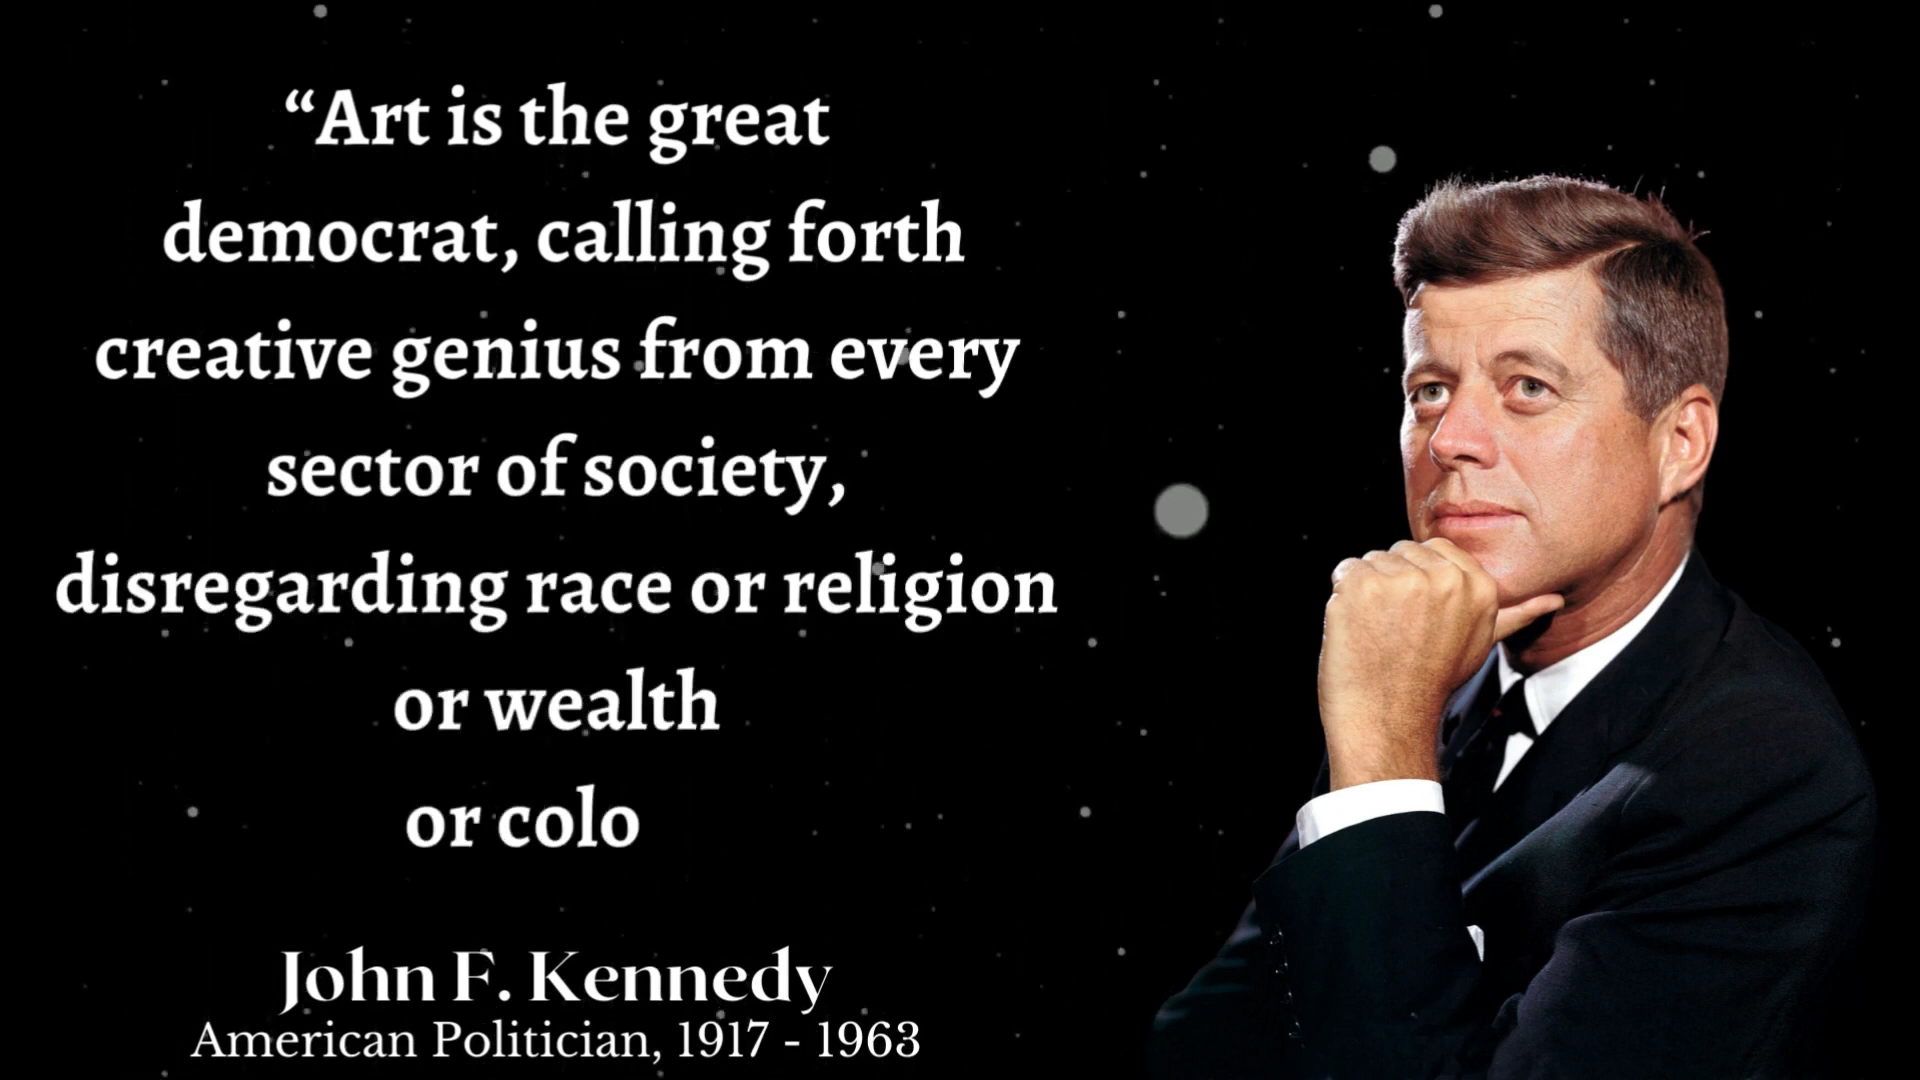 “Art is the great
democrat, calling forth
creative genius from every
sector of society,
disregarding race or religion
or wealth
or colo
John F. Kennedy
American Politician, 1917 - 1963